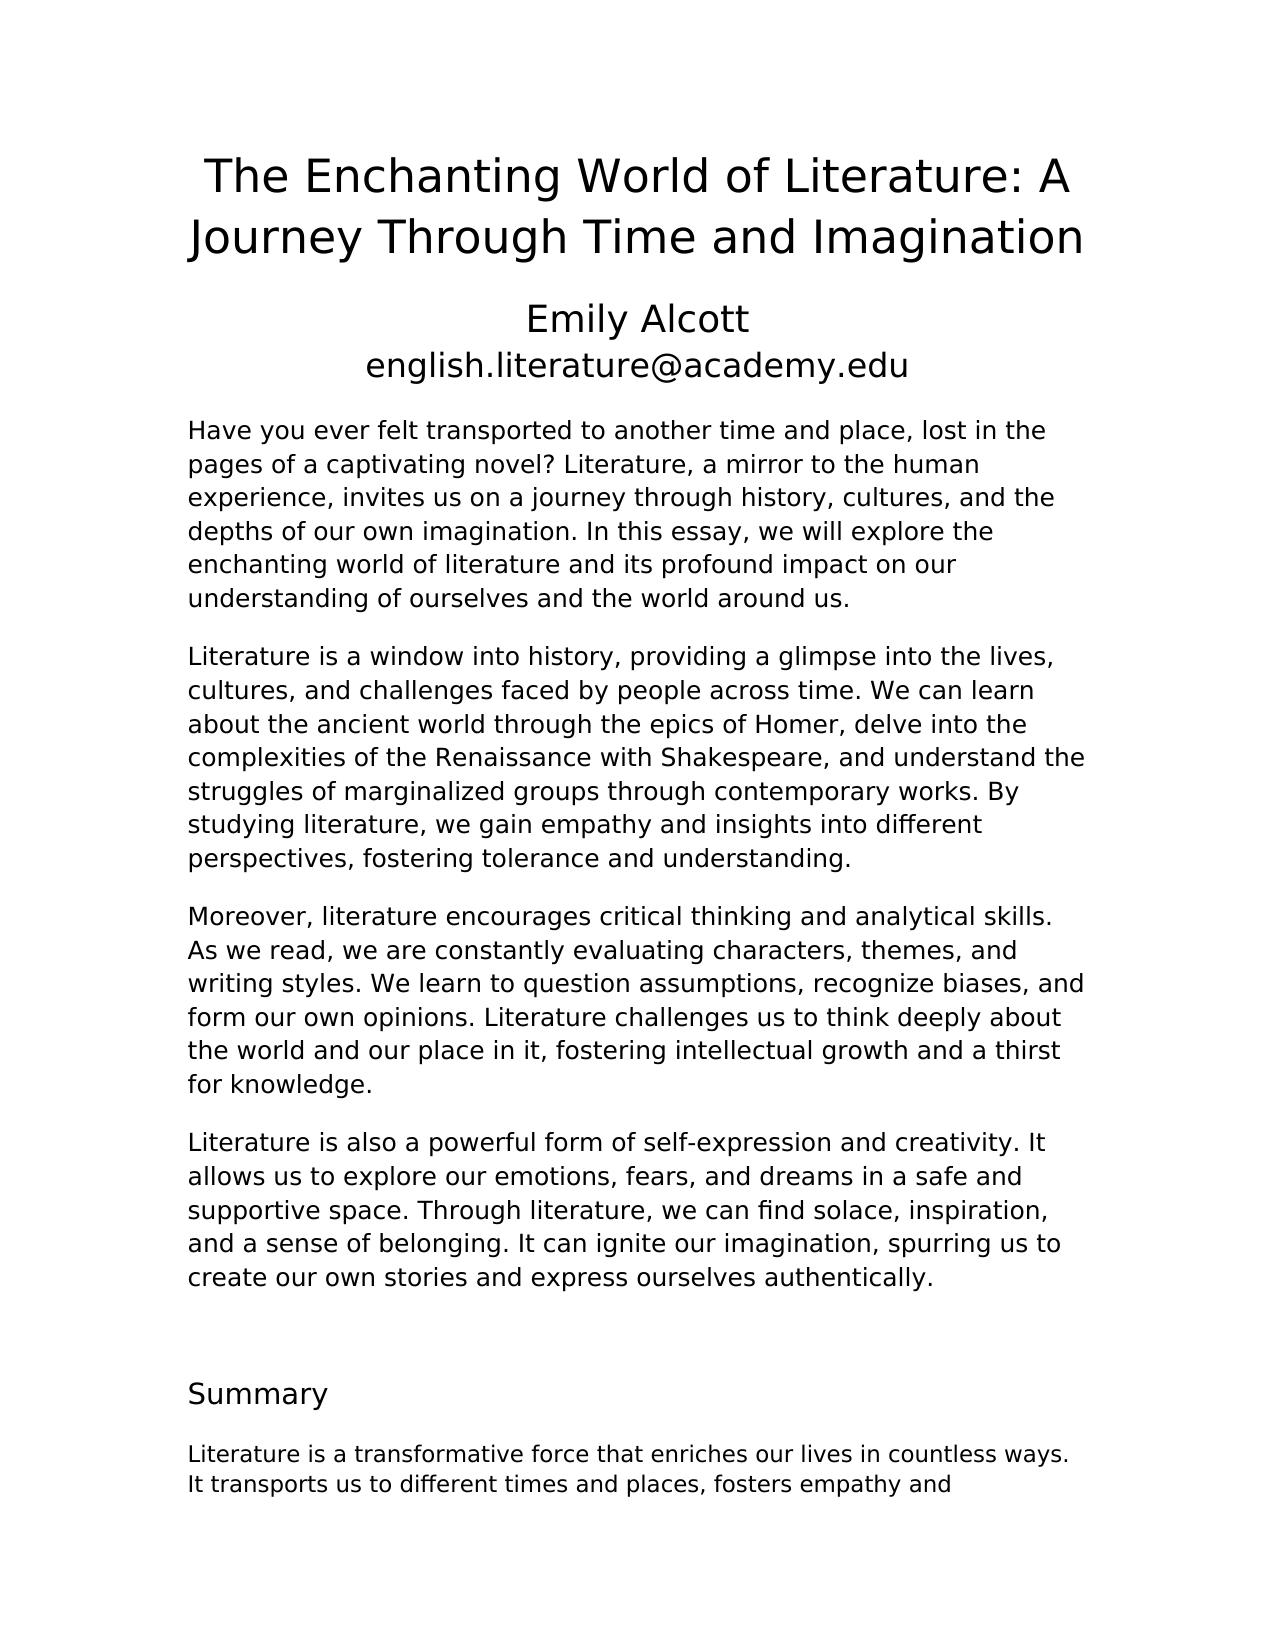 The Enchanting World of Literature: A
Journey Through Time and Imagination
Emily Alcott
english.literature@academy.edu
Have you ever felt transported to another time and place, lost in the
pages of a captivating novel? Literature, a mirror to the human
experience, invites us on a journey through history, cultures, and the
depths of our own imagination. In this essay, we will explore the
enchanting world of literature and its profound impact on our
understanding of ourselves and the world around us.
Literature is a window into history, providing a glimpse into the lives,
cultures, and challenges faced by people across time. We can learn
about the ancient world through the epics of Homer, delve into the
complexities of the Renaissance with Shakespeare, and understand the
struggles of marginalized groups through contemporary works. By
studying literature, we gain empathy and insights into different
perspectives, fostering tolerance and understanding.
Moreover, literature encourages critical thinking and analytical skills.
As we read, we are constantly evaluating characters, themes, and
writing styles. We learn to question assumptions, recognize biases, and
form our own opinions. Literature challenges us to think deeply about
the world and our place in it, fostering intellectual growth and a thirst
for knowledge.
Literature is also a powerful form of self-expression and creativity. It
allows us to explore our emotions, fears, and dreams in a safe and
supportive space. Through literature, we can find solace, inspiration,
and a sense of belonging. It can ignite our imagination, spurring us to
create our own stories and express ourselves authentically.
Summary
Literature is a transformative force that enriches our lives in countless ways.
It transports us to different times and places, fosters empathy and